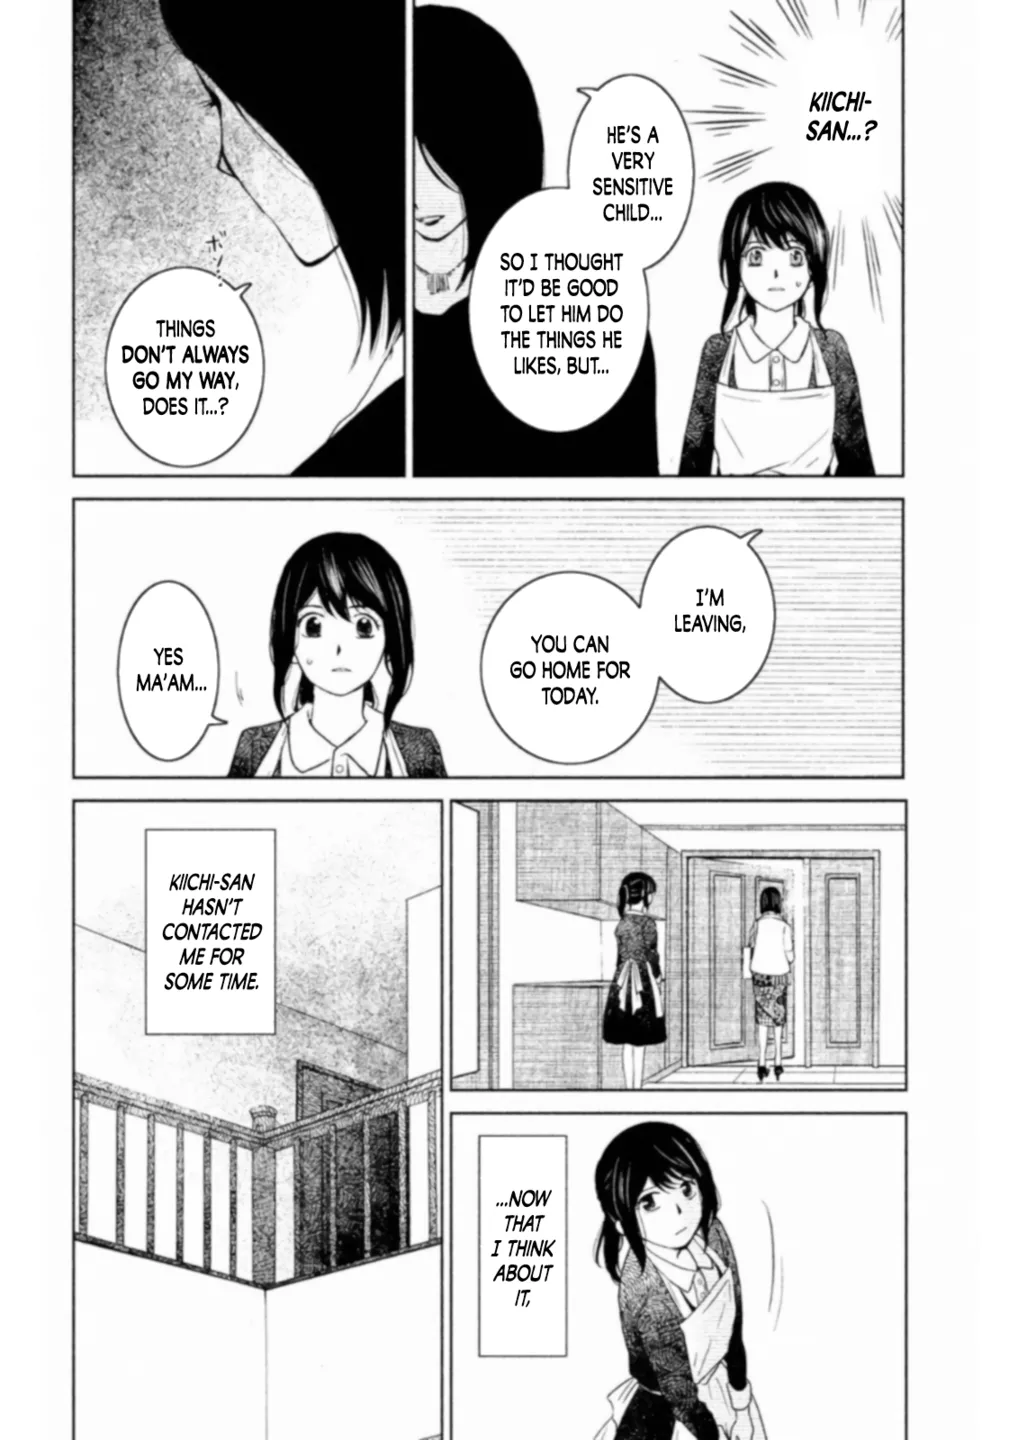 KIICHI-
SAN...?
HE'S A
VERY
SENSITIVE
CHILD...
SO I THOUGHT
IT'D BE GOOD
TO LET HIM DO
THE THINGS HE
LIKES, BUT...
ボソ…
THINGS
DON'T ALWAYS
GO MY WAY,
DOES IT...?
I'M
LEAVING,
YOU CAN
GO HOME FOR
TODAY.
YES
MA'AM...
...NOW
THAT
I THINK
ABOUT
IT,
KIICHI-SAN
HASN'T
CONTACTED
ME FOR
SOME TIME.